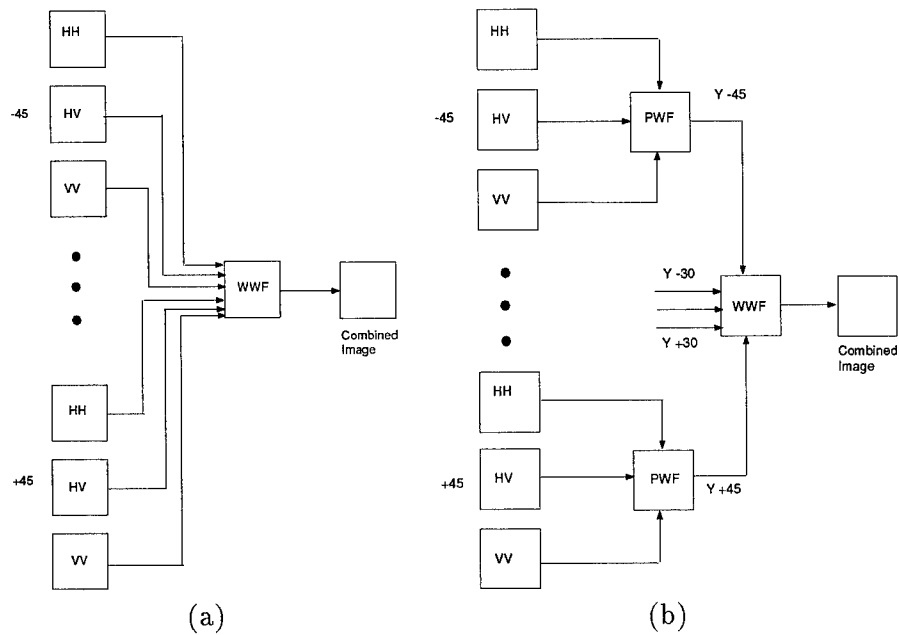 HH
-45
HV
VV
WWF
Combined
Image
HH
+45
HV
VV
(a)
HH
-45
HV
VV
PWF
Y -45
Y -30
Y +30
WWF
Combined
Image
HH
+45
HV
VV
PWF
Y +45
(b)